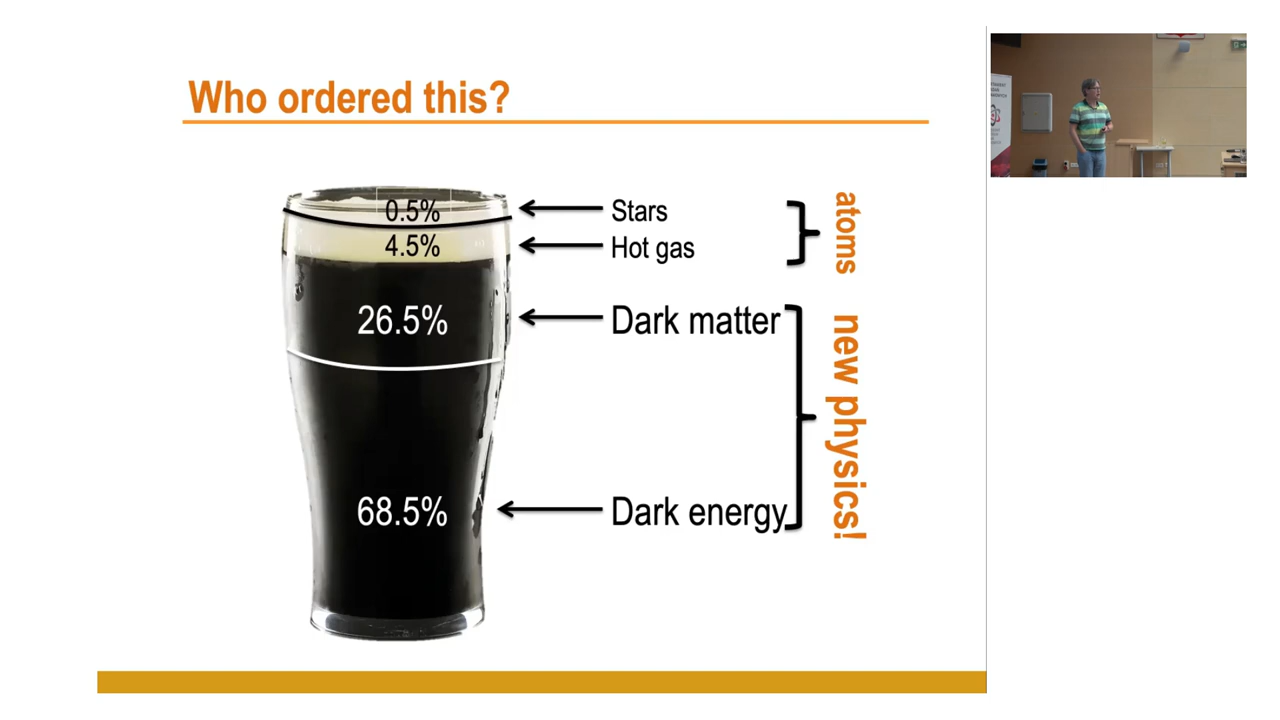 Who ordered this?
0.5%
Stars
4.5%
Hot gas
atoms
26.5%
Dark matter
68.5%
Dark energy
new physics!